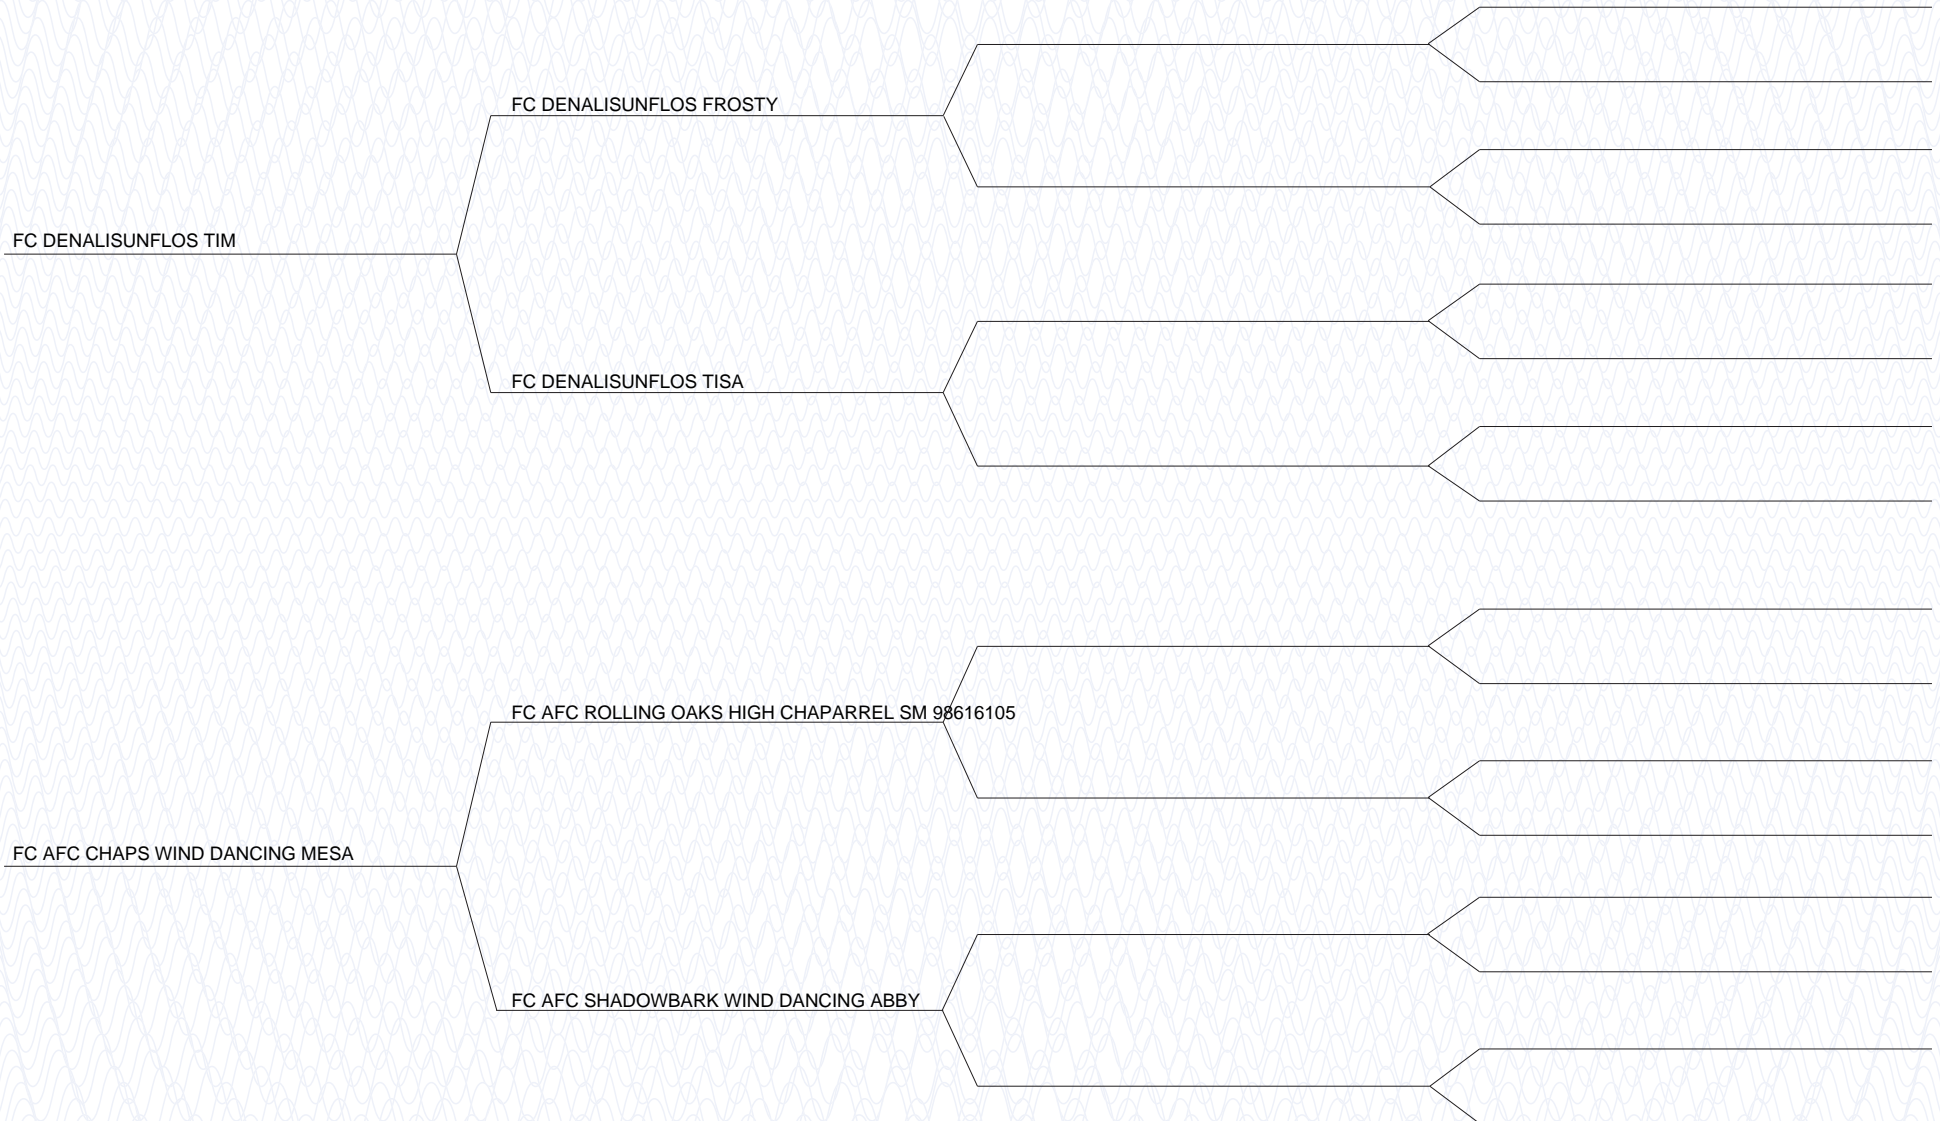 FC DENALISUNFLOS FROSTY
FC DENALISUNFLOS TIM
FC DENALISUNFLOS TISA
FC AFC ROLLING OAKS HIGH CHAPARREL SM 98616105
FC AFC CHAPS WIND DANCING MESA
FC AFC SHADOWBARK WIND DANCING ABBY